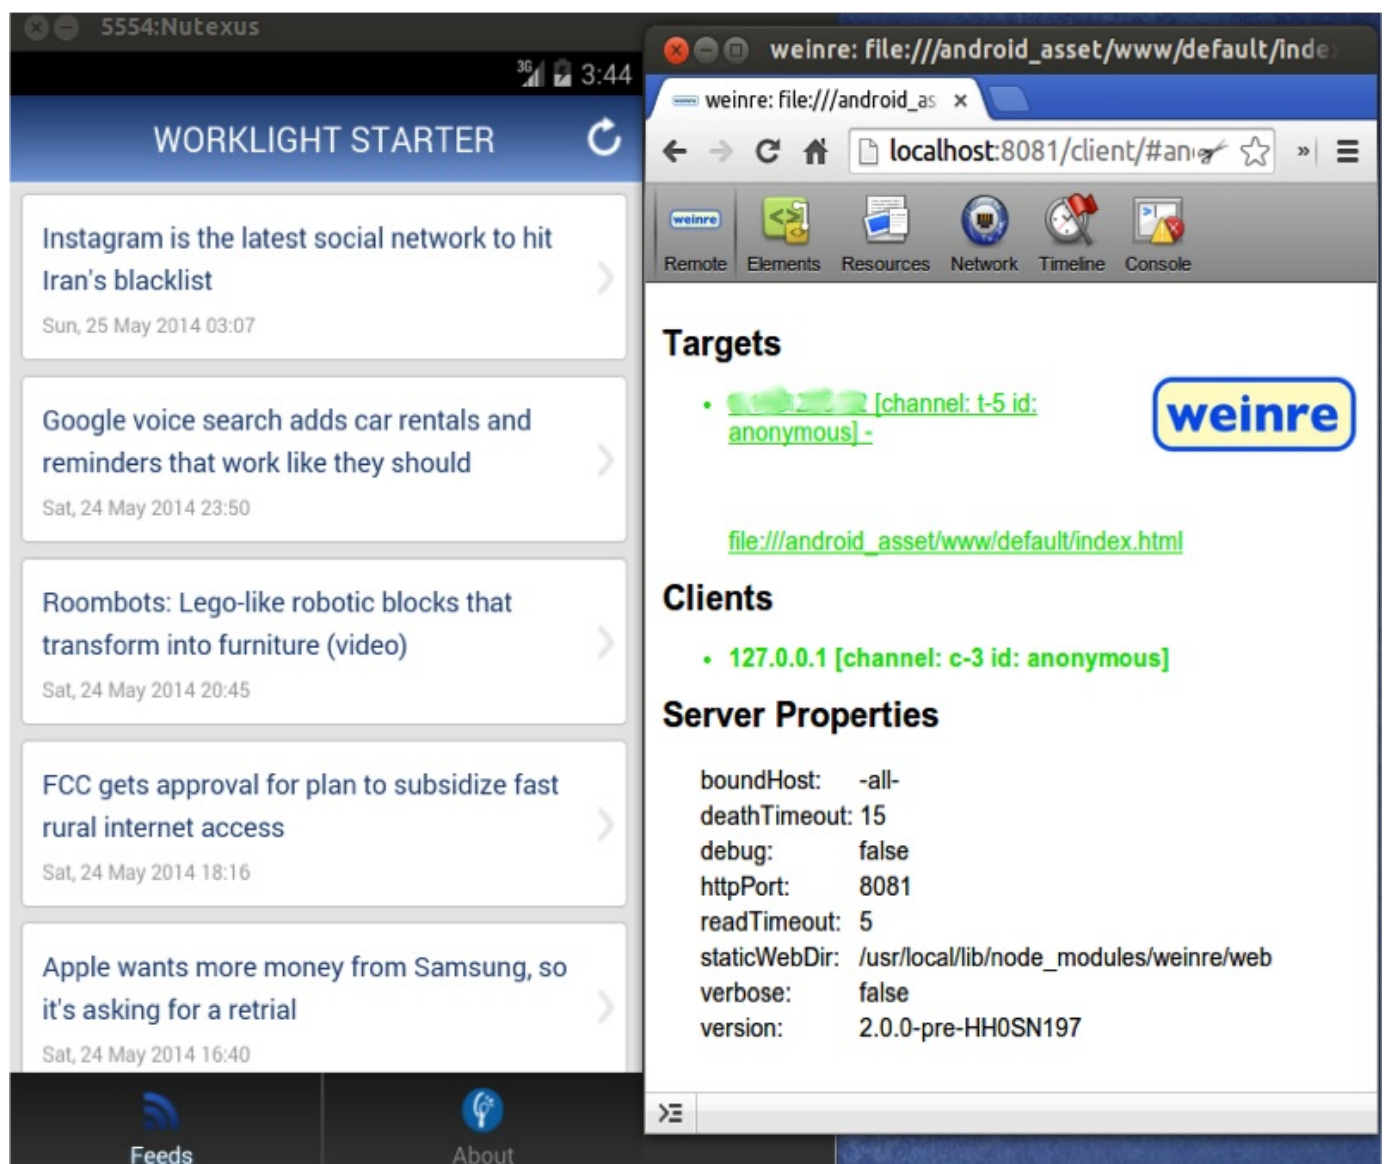 5554:Nutexus
3G 3:44
WORKLIGHT STARTER
Instagram is the latest social network to hit
Iran's blacklist
Sun, 25 May 2014 03:07
Google voice search adds car rentals and
reminders that work like they should
Sat, 24 May 2014 23:50
Roombots: Lego-like robotic blocks that
transform into furniture (video)
Sat, 24 May 2014 20:45
FCC gets approval for plan to subsidize fast
rural internet access
Sat, 24 May 2014 18:16
Apple wants more money from Samsung, so
it's asking for a retrial
Sat, 24 May 2014 16:40
Feeds
About
weinre: file:///android_asset/www/default/inde
weinre: file:///android_as
localhost:8081/client/#an
weinre
Remote Elements Resources Network Timeline Console
Targets
[channel: t-5 id:
anonymous] -
weinre
file:///android_asset/www/default/index.html
Clients
127.0.0.1 [channel: c-3 id: anonymous]
Server Properties
boundHost: -all-
deathTimeout: 15
debug: false
httpPort: 8081
readTimeout: 5
staticWebDir: /usr/local/lib/node_modules/weinre/web
verbose: false
version: 2.0.0-pre-HH0SN197